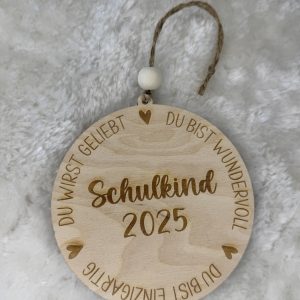 DU WIRST GELIEBT
DU BIST WUNDERVOLL
DU BIST EINZIGARTIG
Schulkind
2025